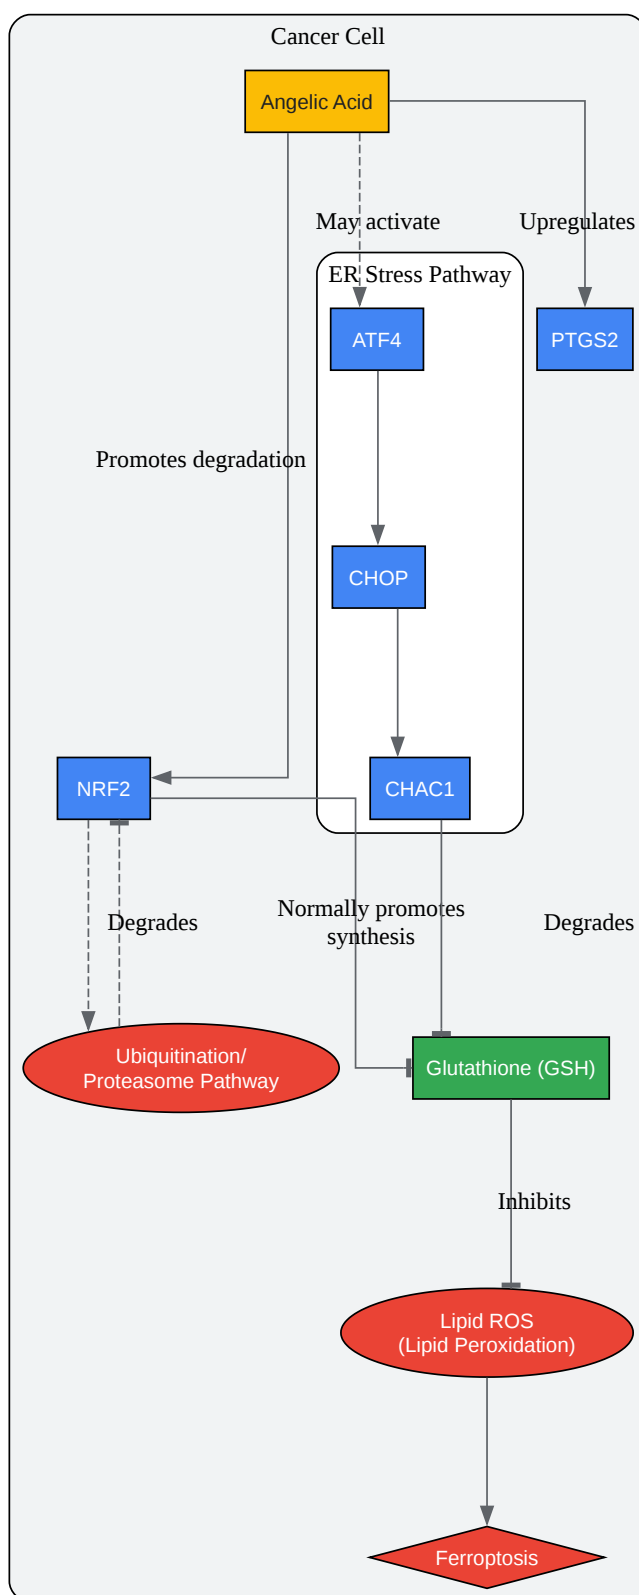 Cancer Cell
Angelic Acid
May activate
Upregulates
ER Stress Pathway
ATF4
PTGS2
Promotes degradation
CHOP
NRF2
CHAC1
Degrades
Normally promotes
synthesis
Degrades
Ubiquitination/
Proteasome Pathway
Glutathione (GSH)
Inhibits
Lipid ROS
(Lipid Peroxidation)
Ferroptosis